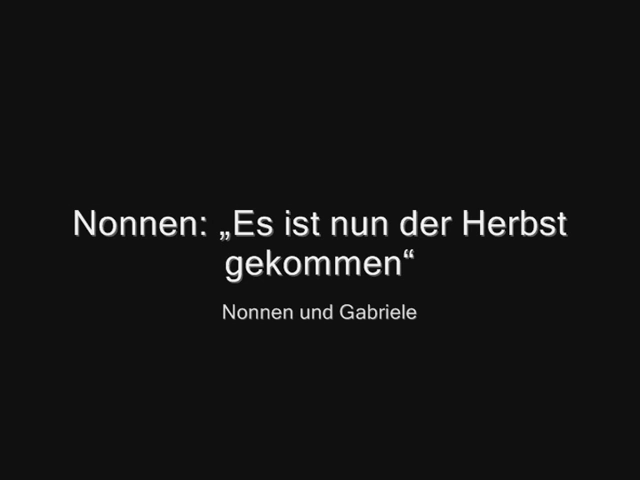 Nonnen: „Es ist nun der Herbst
gekommen“
Nonnen und Gabriele